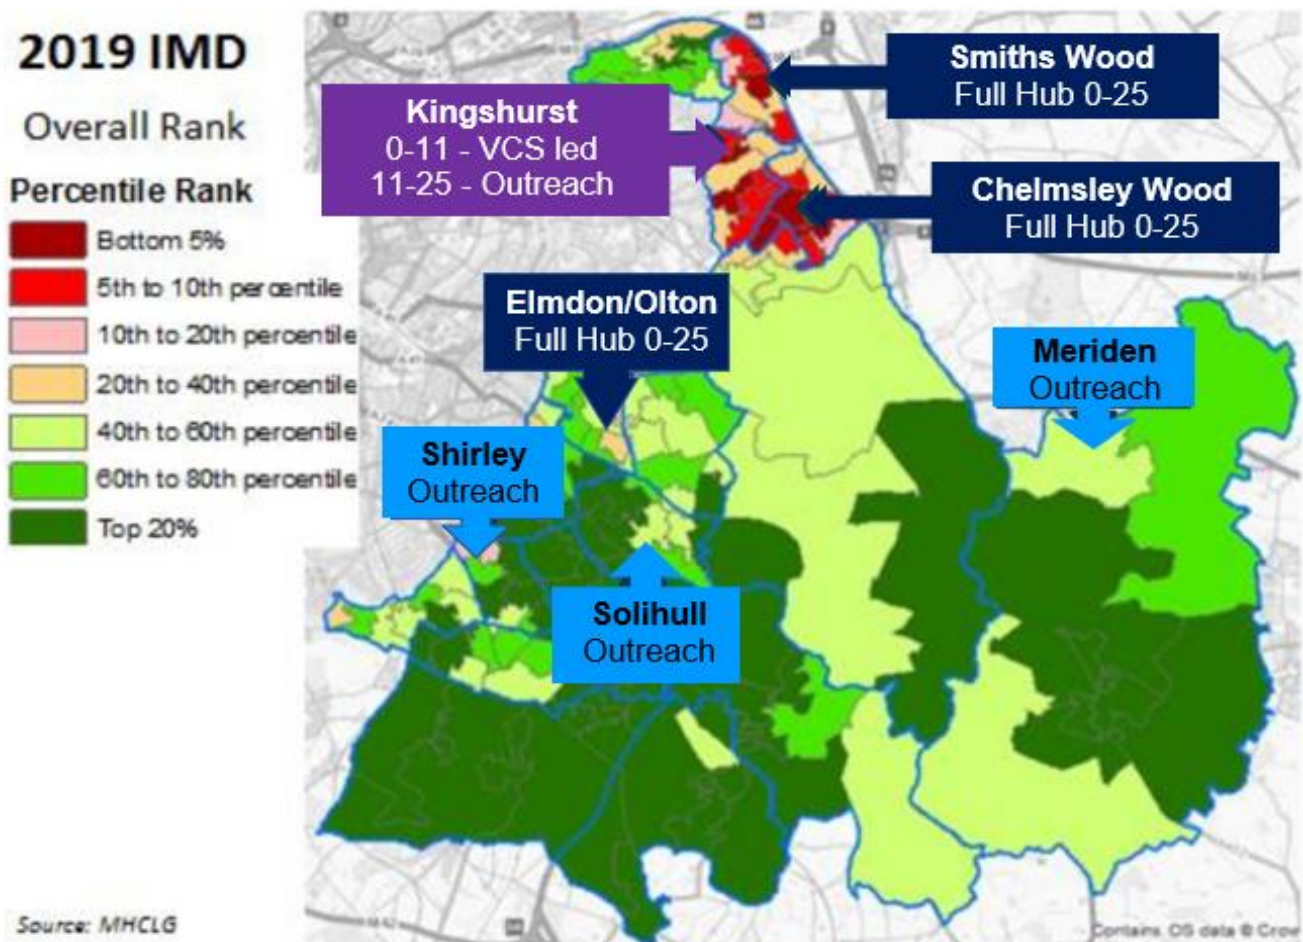 2019 IMD
Overall Rank
Percentile Rank
Bottom 5%
5th to 10th percentile
10th to 20th percentile
20th to 40th percentile
40th to 60th percentile
60th to 80th percentile
Top 20%
Smiths Wood
Full Hub 0-25
Kingshurst
0-11 - VCS led
11-25 - Outreach
Chelmsley Wood
Full Hub 0-25
Elmdon/Olton
Full Hub 0-25
Meriden
Outreach
Shirley
Outreach
Solihull
Outreach
Source: MHCLG
Contains OS data © Crow